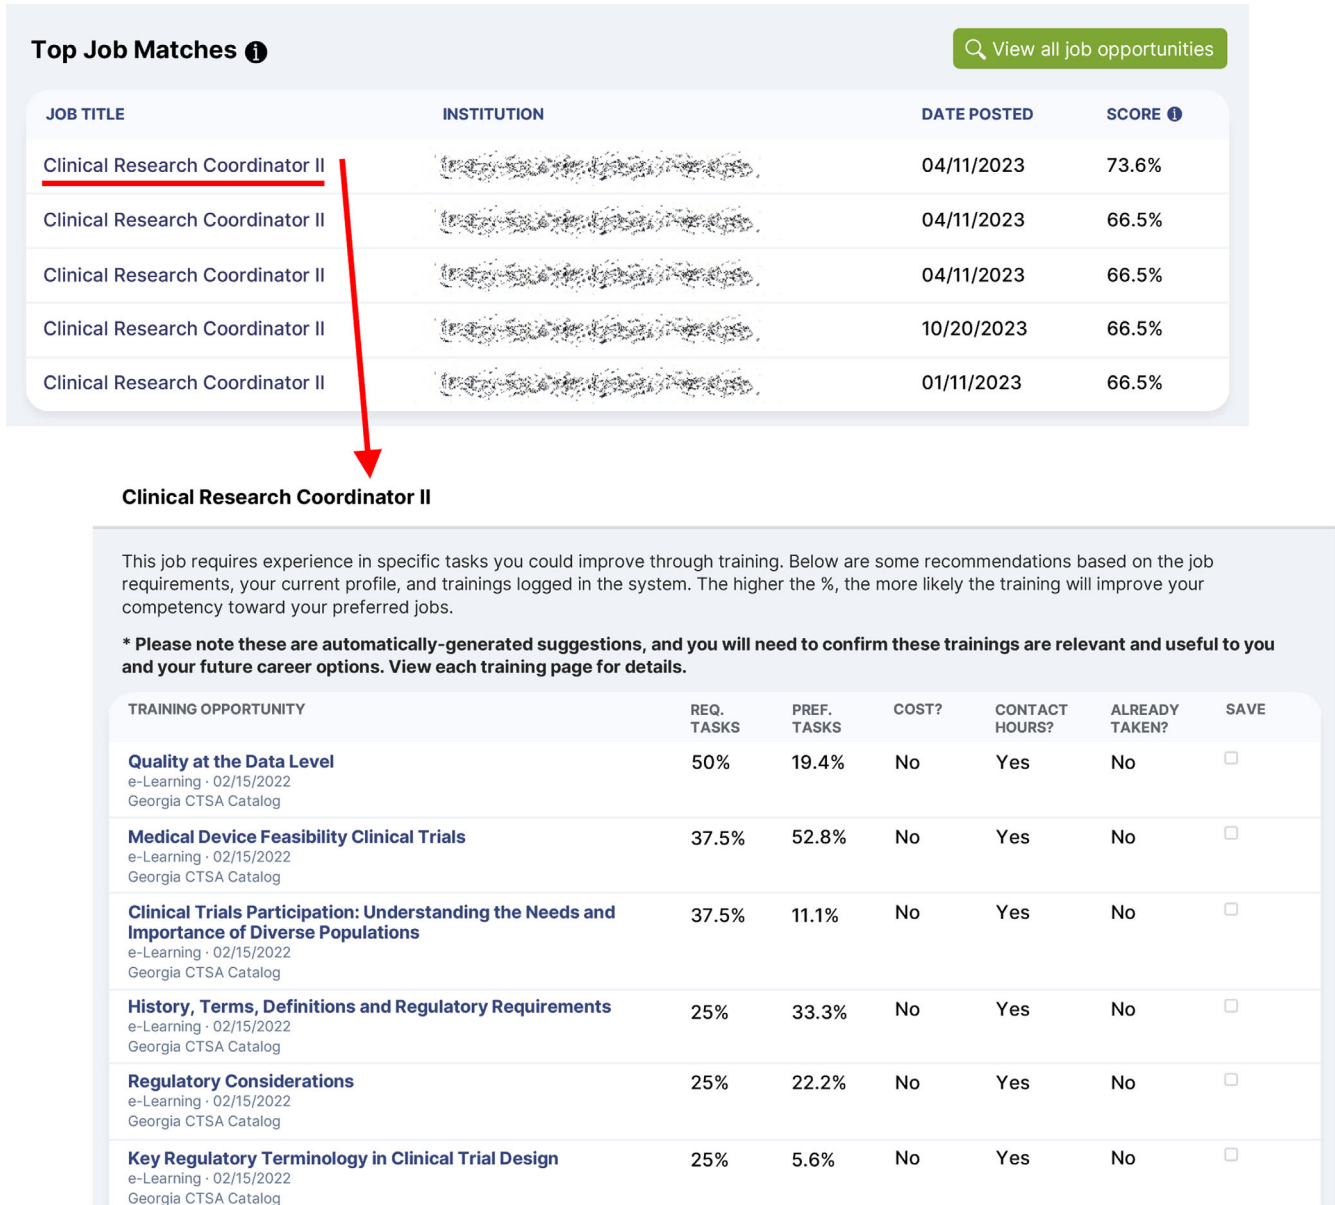 Top Job Matches
View all job opportunities
JOB TITLE INSTITUTION DATE POSTED SCORE
Clinical Research Coordinator II 04/11/2023 73.6%
Clinical Research Coordinator II 04/11/2023 66.5%
Clinical Research Coordinator II 04/11/2023 66.5%
Clinical Research Coordinator II 10/20/2023 66.5%
Clinical Research Coordinator II 01/11/2023 66.5%
Clinical Research Coordinator II
This job requires experience in specific tasks you could improve through training. Below are some recommendations based on the job
requirements, your current profile, and trainings logged in the system. The higher the %, the more likely the training will improve your
competency toward your preferred jobs.
* Please note these are automatically-generated suggestions, and you will need to confirm these trainings are relevant and useful to you
and your future career options. View each training page for details.
TRAINING OPPORTUNITY REQ. TASKS PREF. TASKS COST? CONTACT HOURS? ALREADY TAKEN? SAVE
Quality at the Data Level 50% 19.4% No Yes No
e-Learning · 02/15/2022
Georgia CTSA Catalog
Medical Device Feasibility Clinical Trials 37.5% 52.8% No Yes No
e-Learning · 02/15/2022
Georgia CTSA Catalog
Clinical Trials Participation: Understanding the Needs and 37.5% 11.1% No Yes No
Importance of Diverse Populations
e-Learning · 02/15/2022
Georgia CTSA Catalog
History, Terms, Definitions and Regulatory Requirements 25% 33.3% No Yes No
e-Learning · 02/15/2022
Georgia CTSA Catalog
Regulatory Considerations 25% 22.2% No Yes No
e-Learning · 02/15/2022
Georgia CTSA Catalog
Key Regulatory Terminology in Clinical Trial Design 25% 5.6% No Yes No
e-Learning · 02/15/2022
Georgia CTSA Catalog